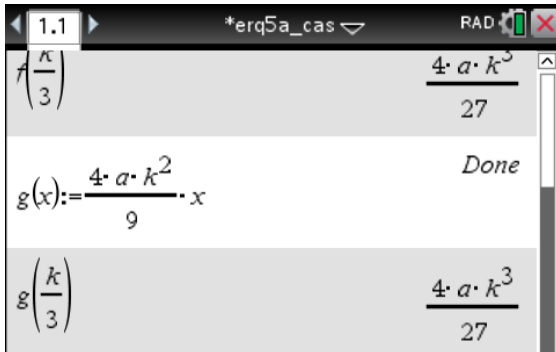 1.1 *erq5a_cas RAD
f(k/3) 4·a·k^3/27
g(x):=4·a·k^2/9·x Done
g(k/3) 4·a·k^3/27